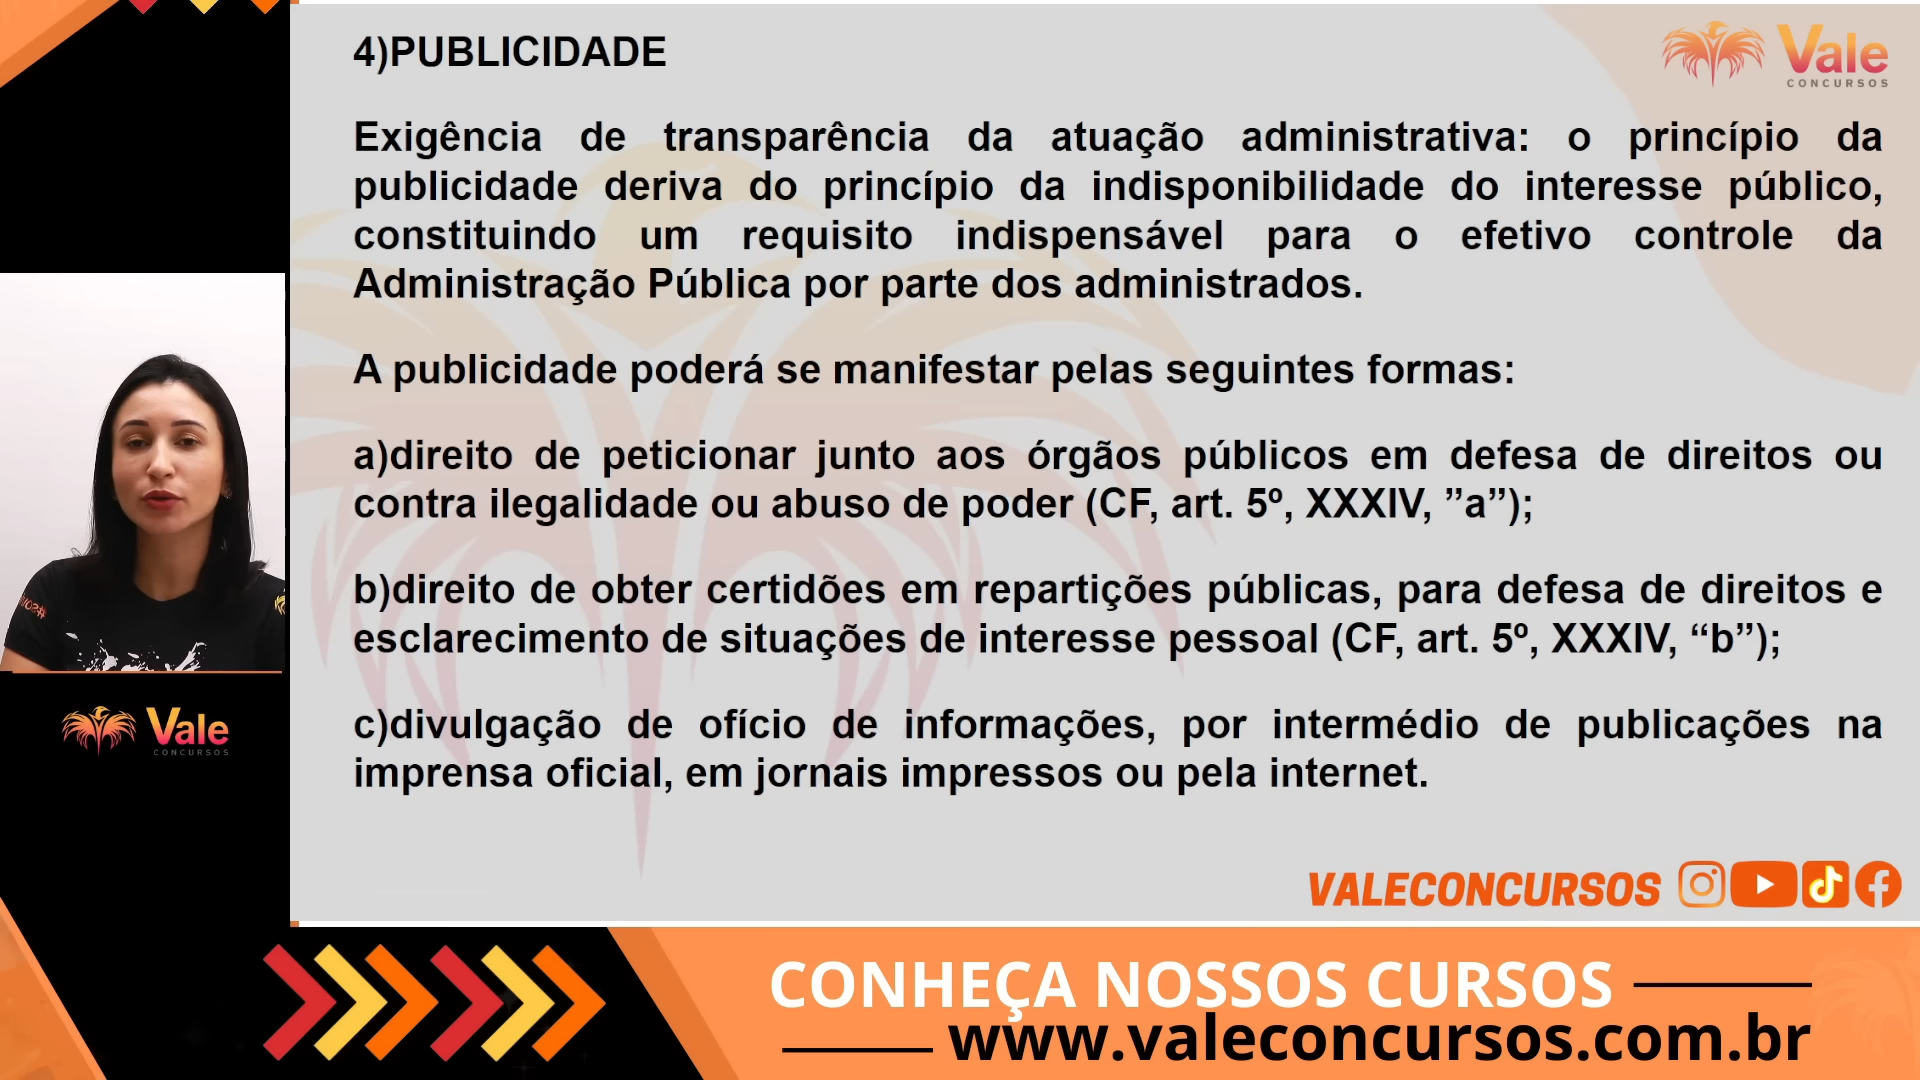 4)PUBLICIDADE
Vale
CONCURSOS
Exigência de transparência da atuação administrativa: o princípio da
publicidade deriva do princípio da indisponibilidade do interesse público,
constituindo um requisito indispensável para o efetivo controle da
Administração Pública por parte dos administrados.
A publicidade poderá se manifestar pelas seguintes formas:
a)direito de peticionar junto aos órgãos públicos em defesa de direitos ou
contra ilegalidade ou abuso de poder (CF, art. 5º, XXXIV, ”a”);
b)direito de obter certidões em repartições públicas, para defesa de direitos e
esclarecimento de situações de interesse pessoal (CF, art. 5º, XXXIV, “b”);
c)divulgação de ofício de informações, por intermédio de publicações na
imprensa oficial, em jornais impressos ou pela internet.
Vale
CONCURSOS
VALECONCURSOS
CONHEÇA NOSSOS CURSOS
www.valeconcursos.com.br